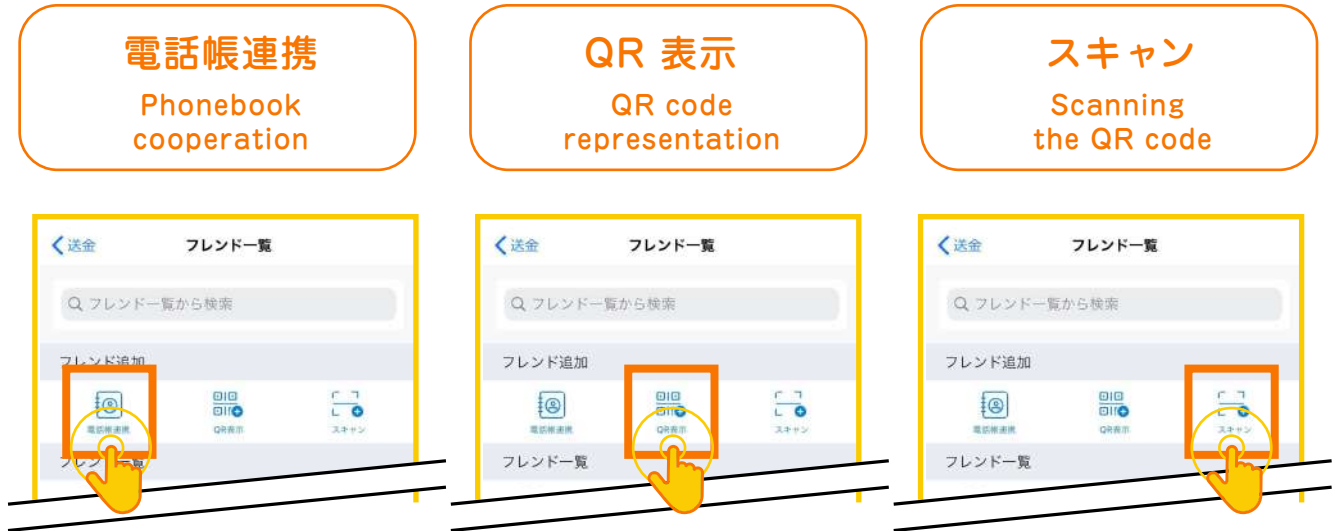 電話帳連携
Phonebook
cooperation
QR 表示
QR code
representation
スキャン
Scanning
the QR code
送金
フレンド一覧
フレンド一覧から検索
フレンド追加
電話帳連携
QR表示
スキャン
フレンド一覧
送金
フレンド一覧
フレンド一覧から検索
フレンド追加
電話帳連携
QR表示
スキャン
フレンド一覧
送金
フレンド一覧
フレンド一覧から検索
フレンド追加
電話帳連携
QR表示
スキャン
フレンド一覧